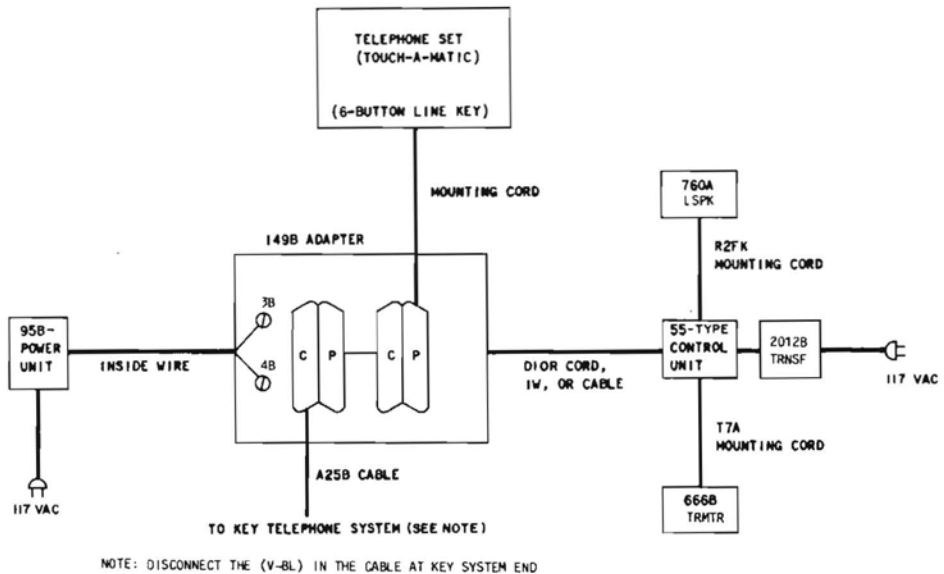 TELEPHONE SET
(TOUCH-A-MATIC)
(6-BUTTON LINE KEY)
MOUNTING CORD
760A
LSPK
149B ADAPTER
R2FK
MOUNTING CORD
3B
95B-
POWER
UNIT
C P
C P
55-TYPE
CONTROL
UNIT
2012B
TRNSF
INSIDE WIRE
4B
DIOR CORD,
IW, OR CABLE
117 VAC
T7A
MOUNTING CORD
A25B CABLE
117 VAC
666B
TRMTR
TO KEY TELEPHONE SYSTEM (SEE NOTE)
NOTE: DISCONNECT THE (V-BL) IN THE CABLE AT KEY SYSTEM END